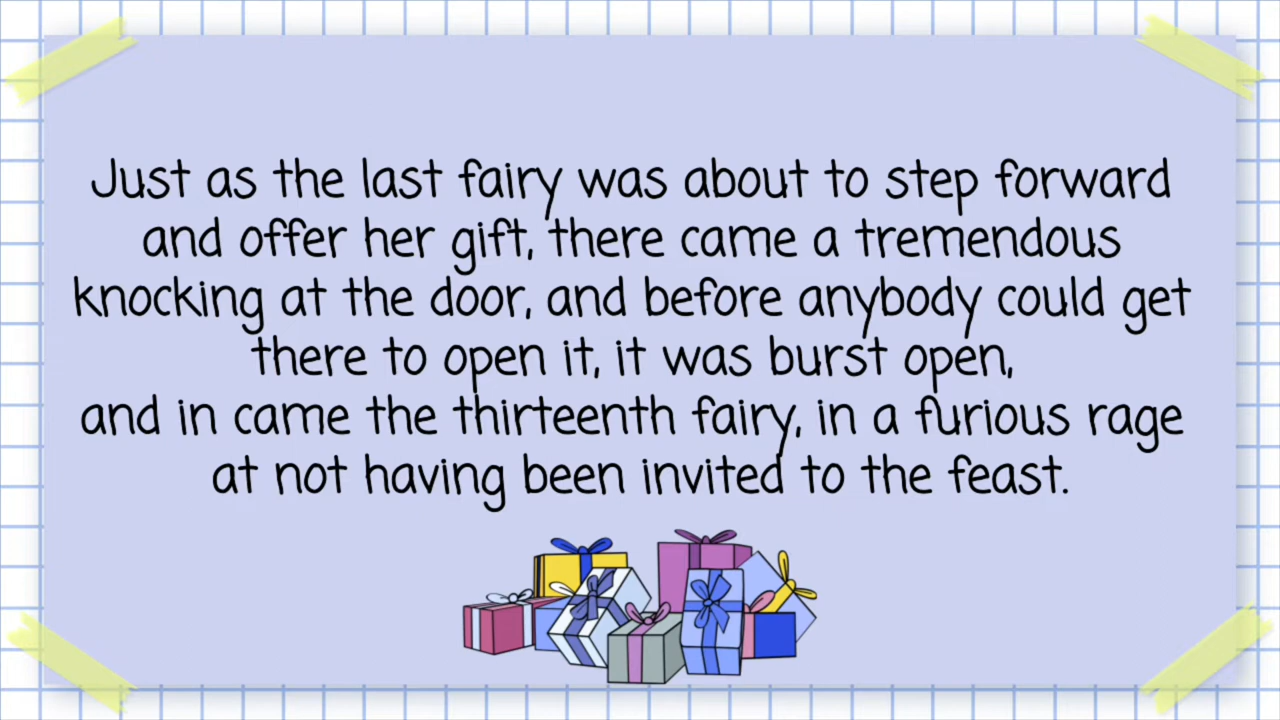 Just as the last fairy was about to step forward
and offer her gift, there came a tremendous
knocking at the door, and before anybody could get
there to open it, it was burst open,
and in came the thirteenth fairy, in a furious rage
at not having been invited to the feast.